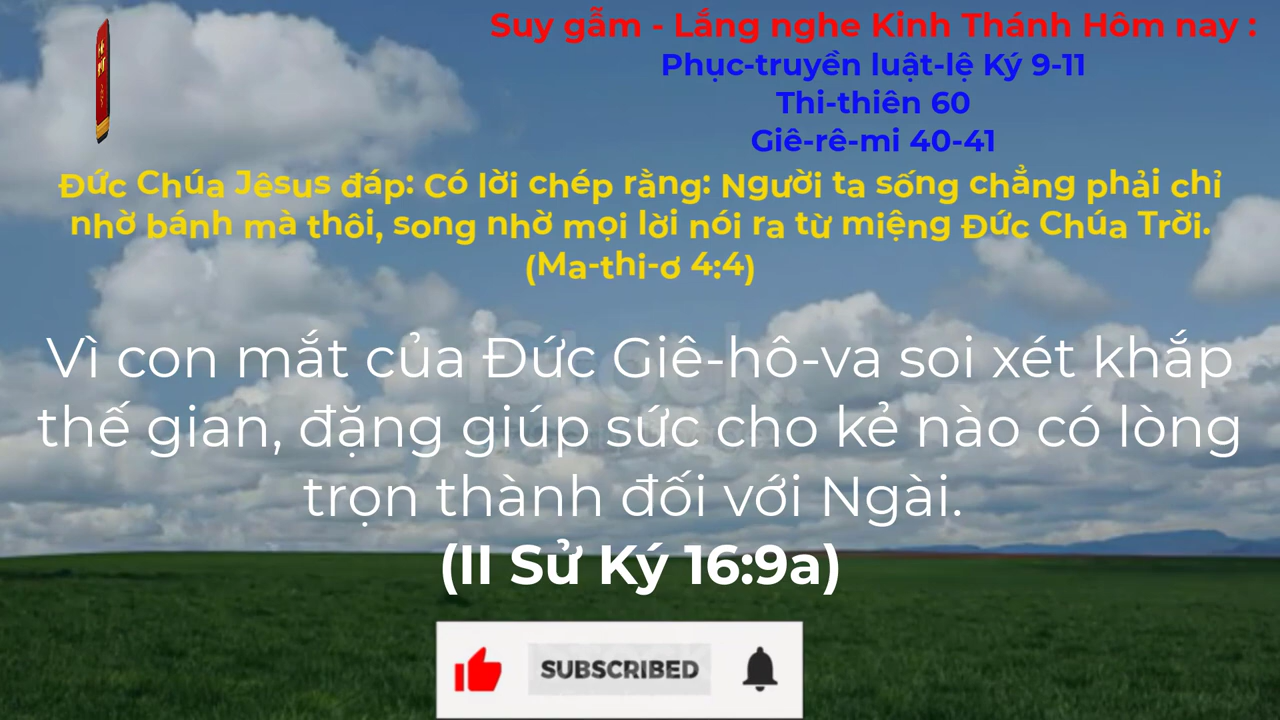 Suy gẫm - Lắng nghe Kinh Thánh Hôm nay :
Phục-truyền luật-lệ Ký 9-11
Thi-thiên 60
Giê-rê-mi 40-41
Đức Chúa Jêsus đáp: Có lời chép rằng: Người ta sống chẳng phải chỉ
nhờ bánh mà thôi, song nhờ mọi lời nói ra từ miệng Đức Chúa Trời.
(Ma-thi-ơ 4:4)
Vì con mắt của Đức Giê-hô-va soi xét khắp
thế gian, đặng giúp sức cho kẻ nào có lòng
trọn thành đối với Ngài.
(II Sử Ký 16:9a)
SUBSCRIBED